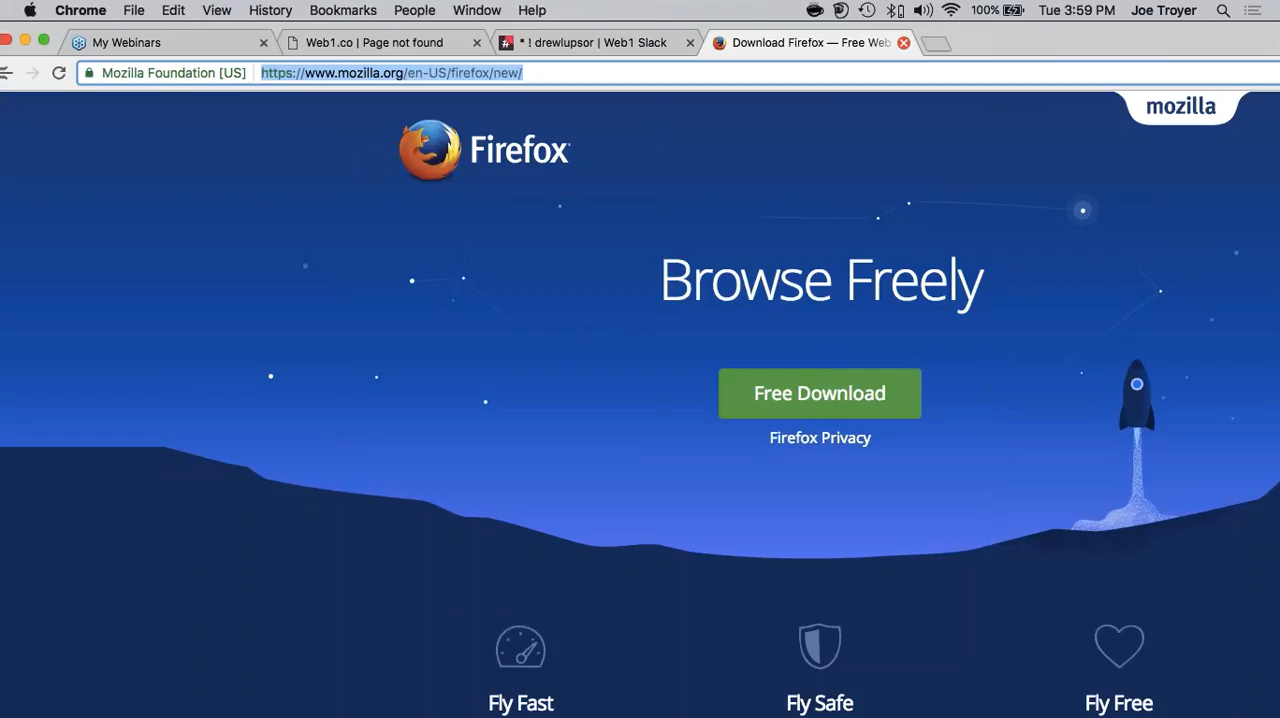 Chrome File Edit View History Bookmarks People Window Help 100% Tue 3:59 PM Joe Troyer
My Webinars Web1.co | Page not found * ! drewlupsor | Web1 Slack Download Firefox — Free Web
Mozilla Foundation [US] https://www.mozilla.org/en-US/firefox/new/
mozilla
Firefox
Browse Freely
Free Download
Firefox Privacy
Fly Fast Fly Safe Fly Free